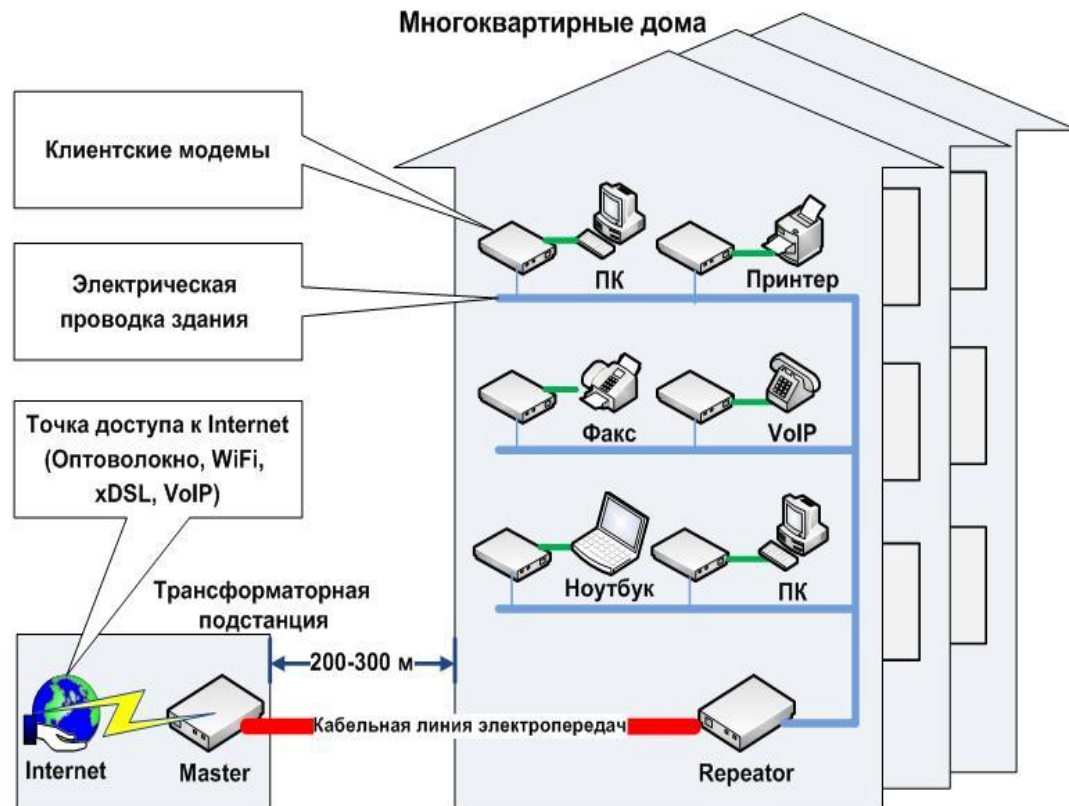 Многоквартирные дома
Клиентские модемы
ПК
Принтер
Электрическая
проводка здания
Факс
VoIP
Точка доступа к Internet
(Оптоволокно, WiFi,
xDSL, VoIP)
Ноутбук
ПК
Трансформаторная
подстанция
200-300 м
Кабельная линия электропередач
Internet
Master
Repeator